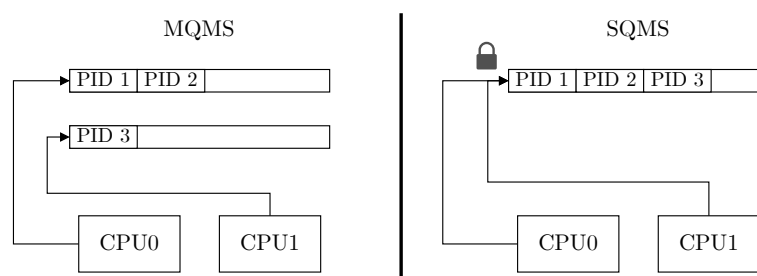 MQMS
PID 1 PID 2
PID 3
CPU0 CPU1
SQMS
PID 1 PID 2 PID 3
CPU0 CPU1